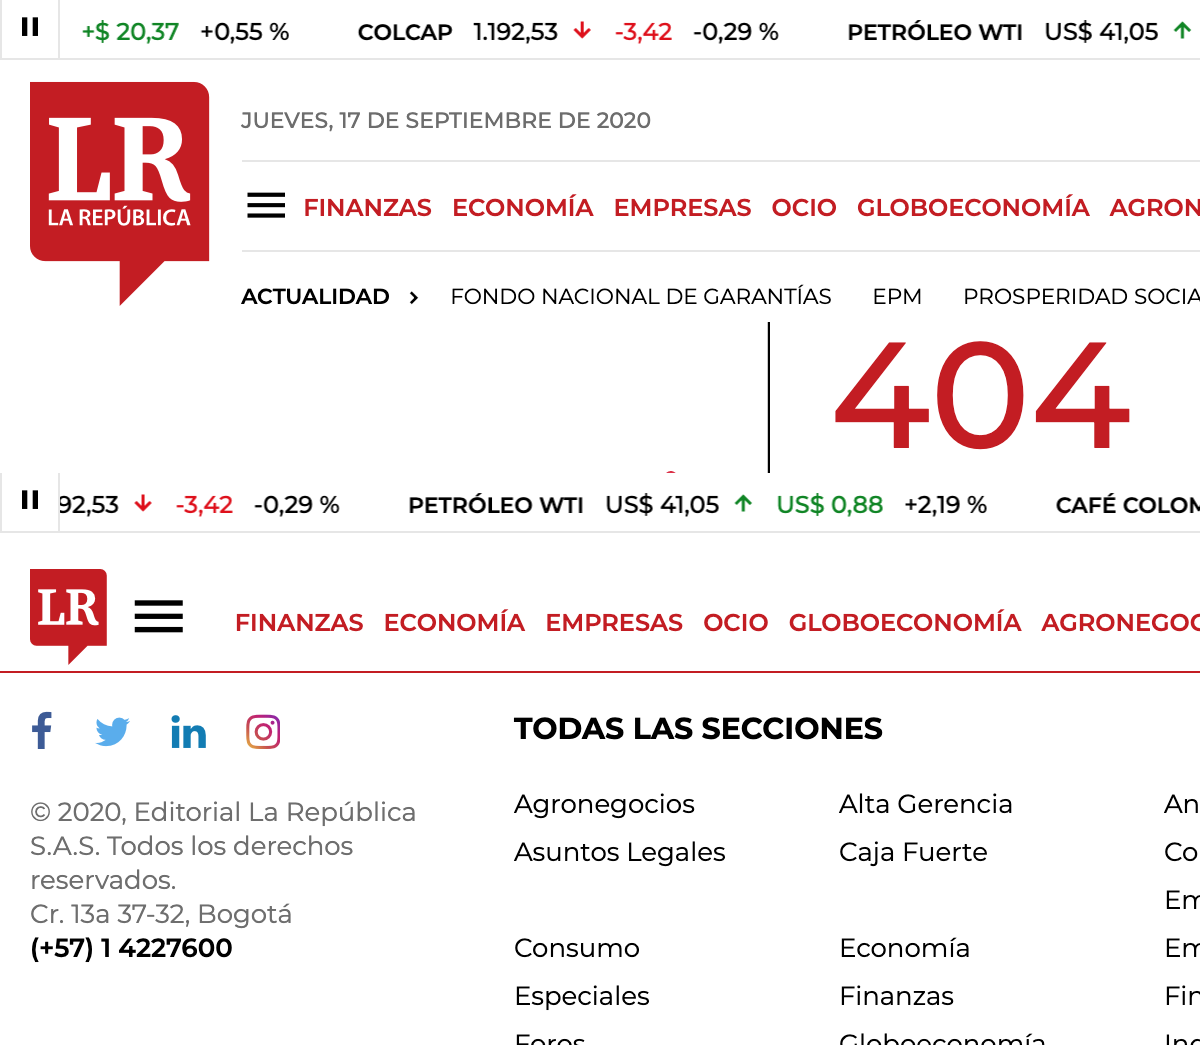 +$ 20,37 +0,55 % COLCAP 1.192,53 -3,42 -0,29 % PETRÓLEO WTI US$ 41,05
LR
LA REPÚBLICA
JUEVES, 17 DE SEPTIEMBRE DE 2020
FINANZAS ECONOMÍA EMPRESAS OCIO GLOBOECONOMÍA AGRON
ACTUALIDAD FONDO NACIONAL DE GARANTÍAS EPM PROSPERIDAD SOCIA
404
92,53 -3,42 -0,29 % PETRÓLEO WTI US$ 41,05 US$ 0,88 +2,19 % CAFÉ COLOM
LR
FINANZAS ECONOMÍA EMPRESAS OCIO GLOBOECONOMÍA AGRONEGOC
© 2020, Editorial La República
S.A.S. Todos los derechos
reservados.
Cr. 13a 37-32, Bogotá
(+57) 1 4227600
TODAS LAS SECCIONES
Agronegocios Alta Gerencia An
Asuntos Legales Caja Fuerte Co
Em
Consumo Economía Em
Especiales Finanzas Fin
Foros Globoeconomía Ind